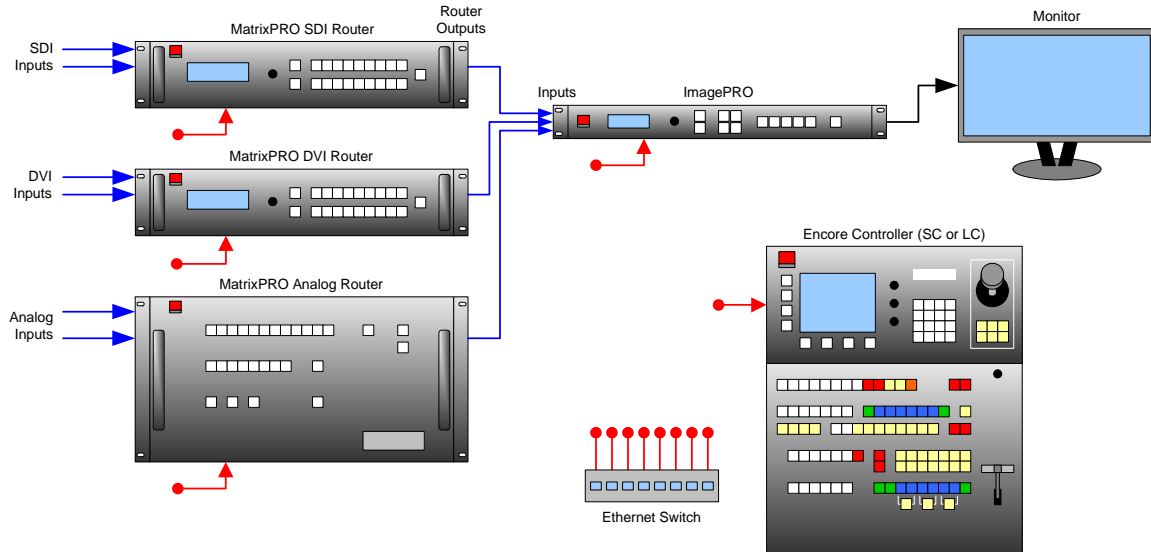 MatrixPRO SDI Router
Router
Outputs
Monitor
SDI
Inputs
Inputs
ImagePRO
MatrixPRO DVI Router
DVI
Inputs
Encore Controller (SC or LC)
MatrixPRO Analog Router
Analog
Inputs
Ethernet Switch